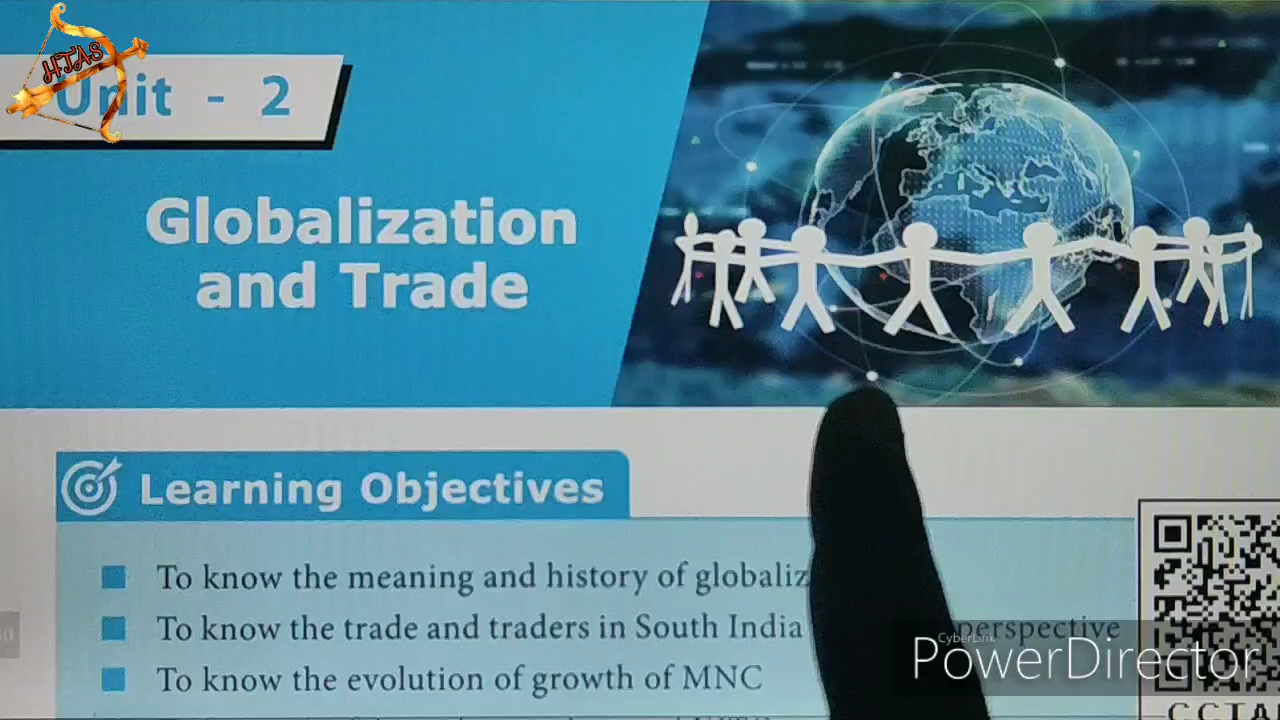 HTAS
Unit - 2
Globalization
and Trade
Learning Objectives
To know the meaning and history of globaliz
To know the trade and traders in South India perspective
To know the evolution of growth of MNC
CyberLink
PowerDirector